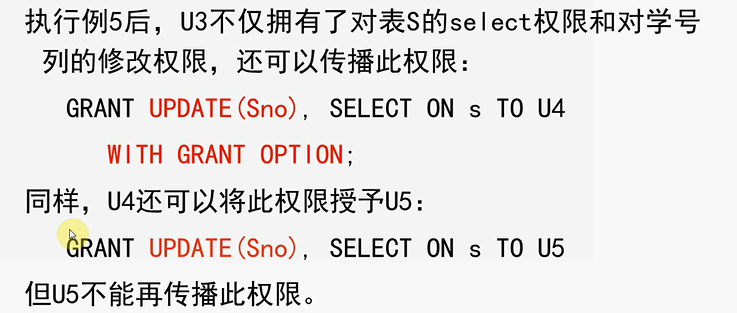 执行例5后，U3不仅拥有了对表S的select权限和对学号
列的修改权限，还可以传播此权限：
GRANT UPDATE(Sno), SELECT ON s TO U4
WITH GRANT OPTION;
同样，U4还可以将此权限授予U5：
GRANT UPDATE(Sno), SELECT ON s TO U5
但U5不能再传播此权限。